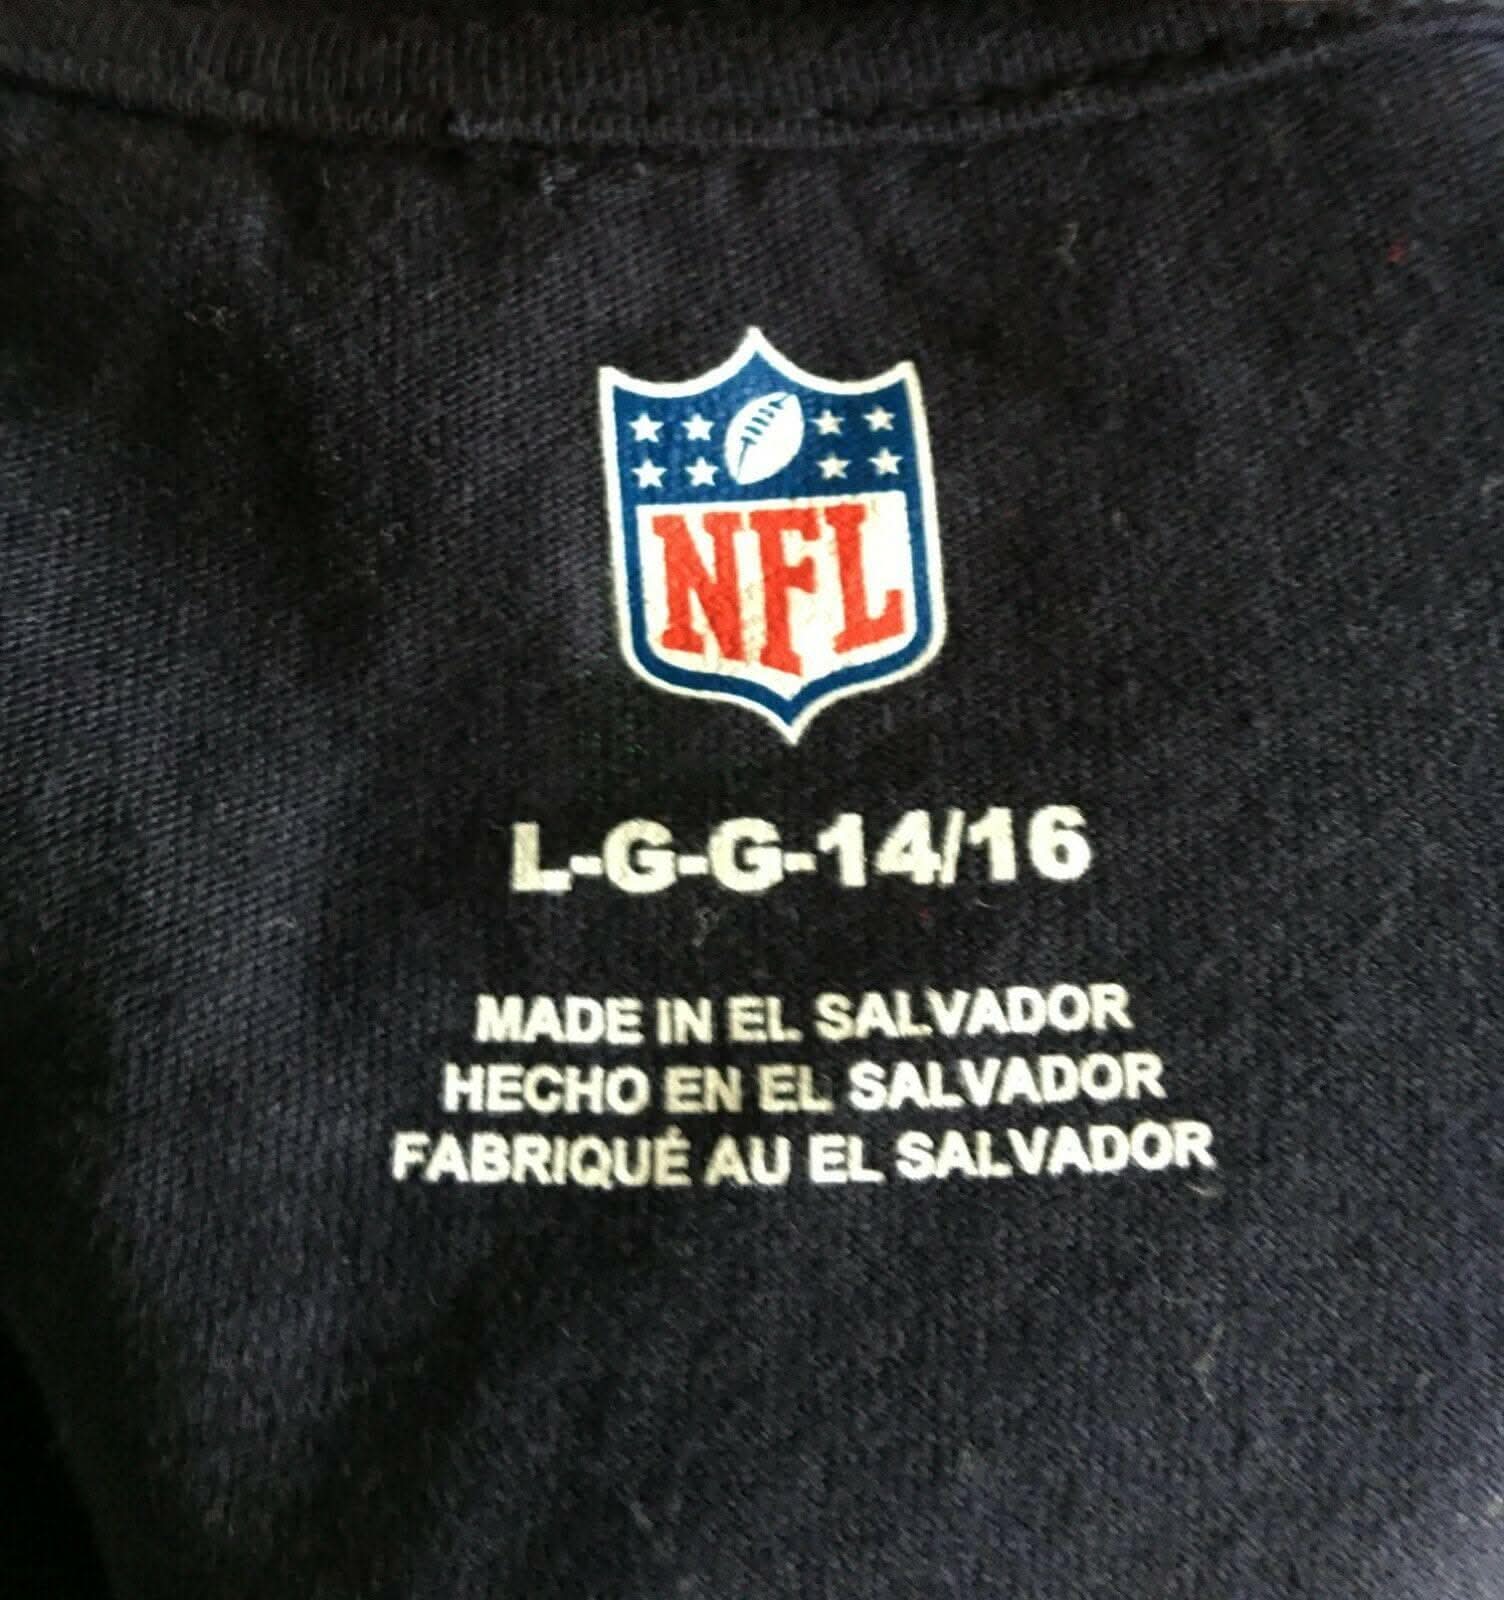 NFL
L-G-G-14/16
MADE IN EL SALVADOR
HECHO EN EL SALVADOR
FABRIQUÉ AU EL SALVADOR